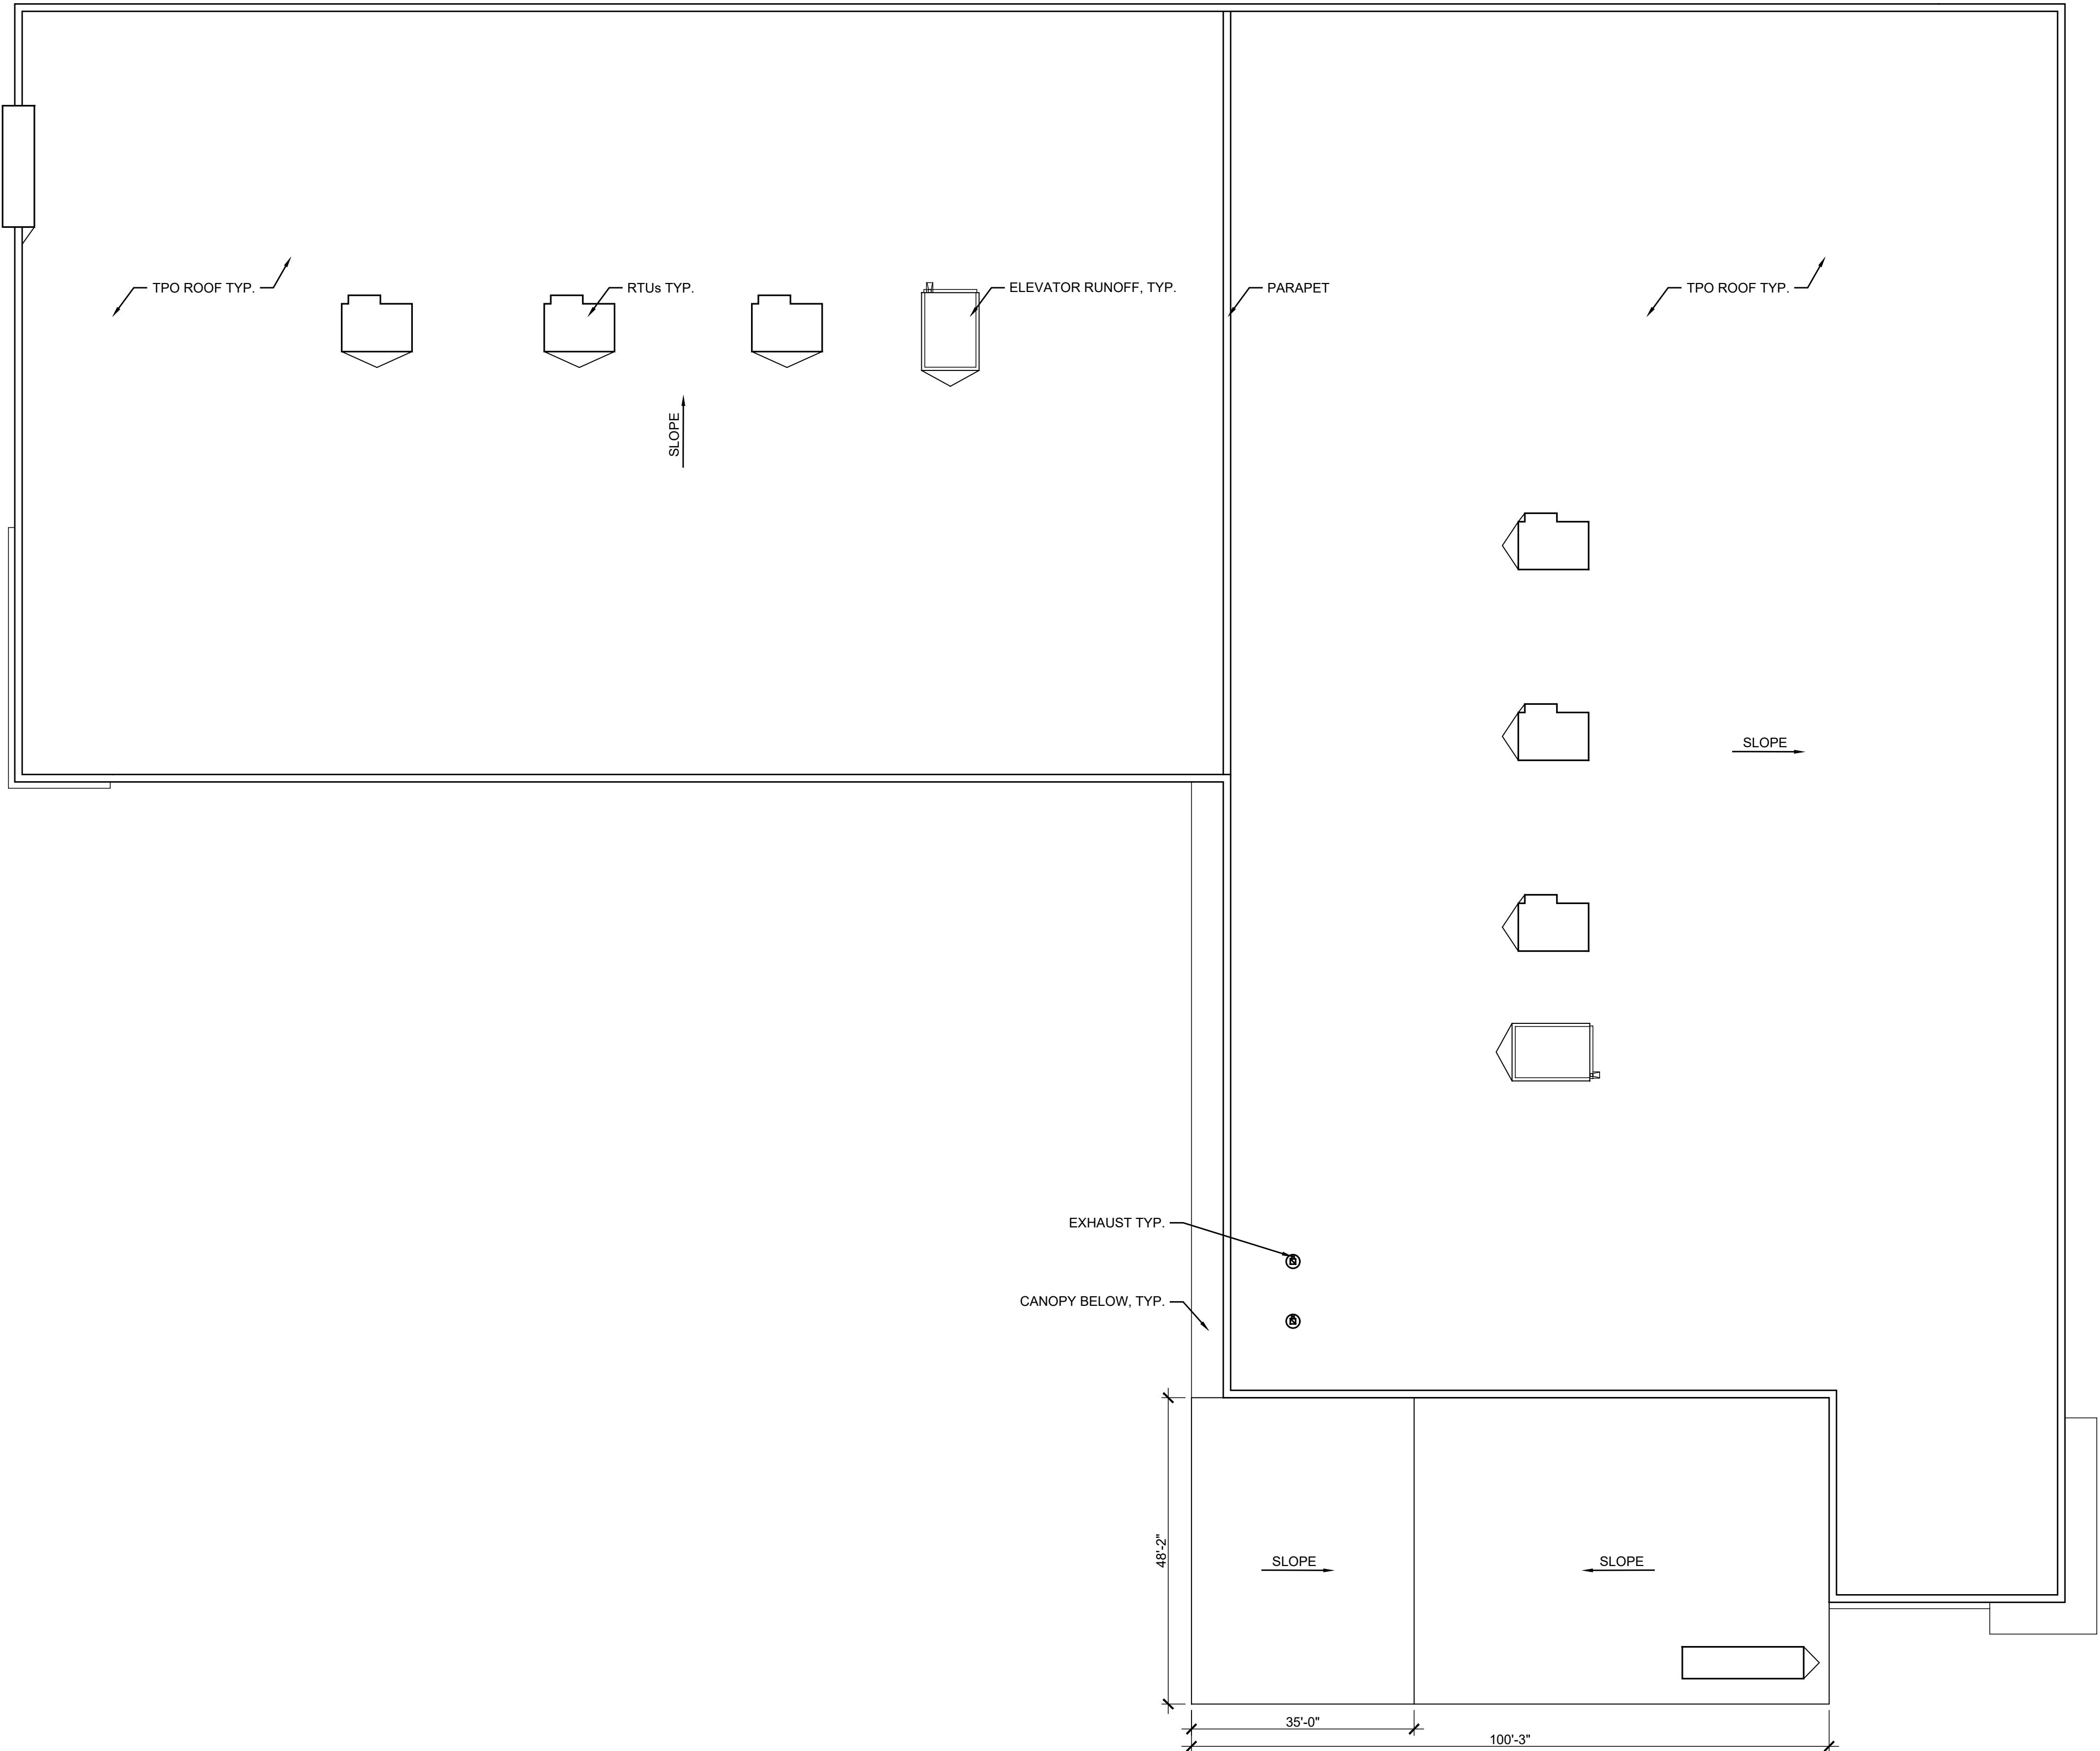 TPO ROOF TYP.
RTUs TYP.
ELEVATOR RUNOFF, TYP.
PARAPET
TPO ROOF TYP.
SLOPE
SLOPE
EXHAUST TYP.
CANOPY BELOW, TYP.
48'-2"
SLOPE
SLOPE
35'-0"
100'-3"